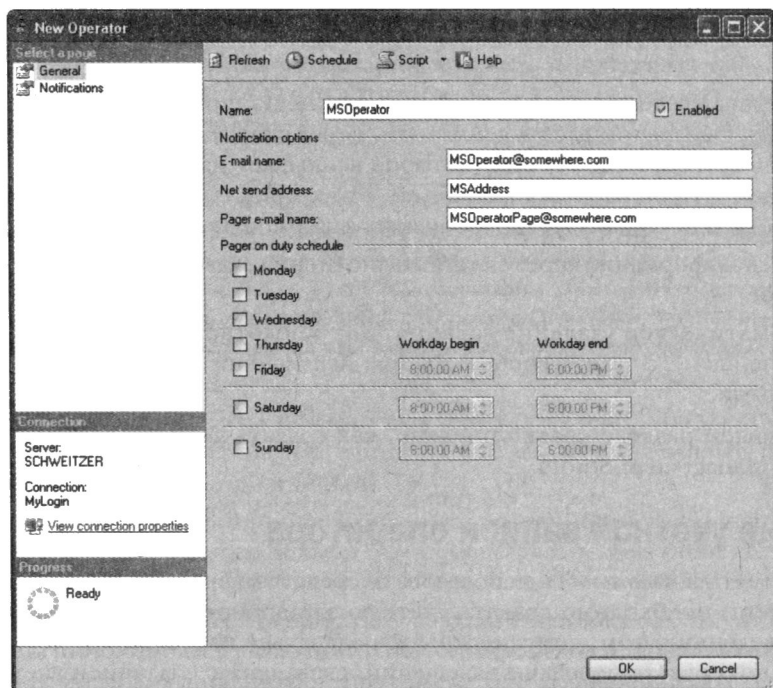 New Operator
Select a page
General
Notifications
Refresh Schedule Script Help
Name: MSOperator Enabled
Notification options
E-mail name: MSOperator@somewhere.com
Net send address: MSAddress
Pager e-mail name: MSOperatorPage@somewhere.com
Pager on duty schedule
Monday
Tuesday
Wednesday
Thursday Workday begin Workday end
Friday 8:00:00 AM 6:00:00 PM
Saturday 8:00:00 AM 6:00:00 PM
Sunday 8:00:00 AM 6:00:00 PM
Connection
Server:
SCHWEITZER
Connection:
MyLogin
View connection properties
Progress
Ready
OK Cancel